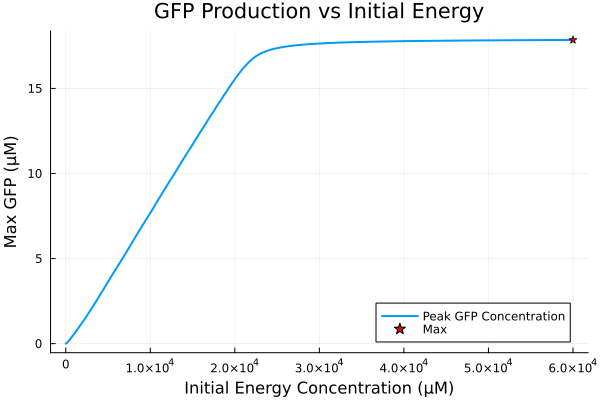 GFP Production vs Initial Energy
Max GFP (μM)
15
10
5
0
Peak GFP Concentration
Max
0 1.0×10⁴ 2.0×10⁴ 3.0×10⁴ 4.0×10⁴ 5.0×10⁴ 6.0×10⁴
Initial Energy Concentration (μM)